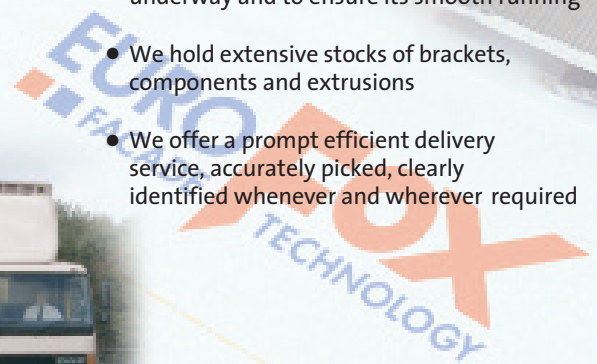 underway and to ensure its smooth running
● We hold extensive stocks of brackets,
components and extrusions
● We offer a prompt efficient delivery
service, accurately picked, clearly
identified whenever and wherever required
EURO
FOX
FACADE
TECHNOLOGY